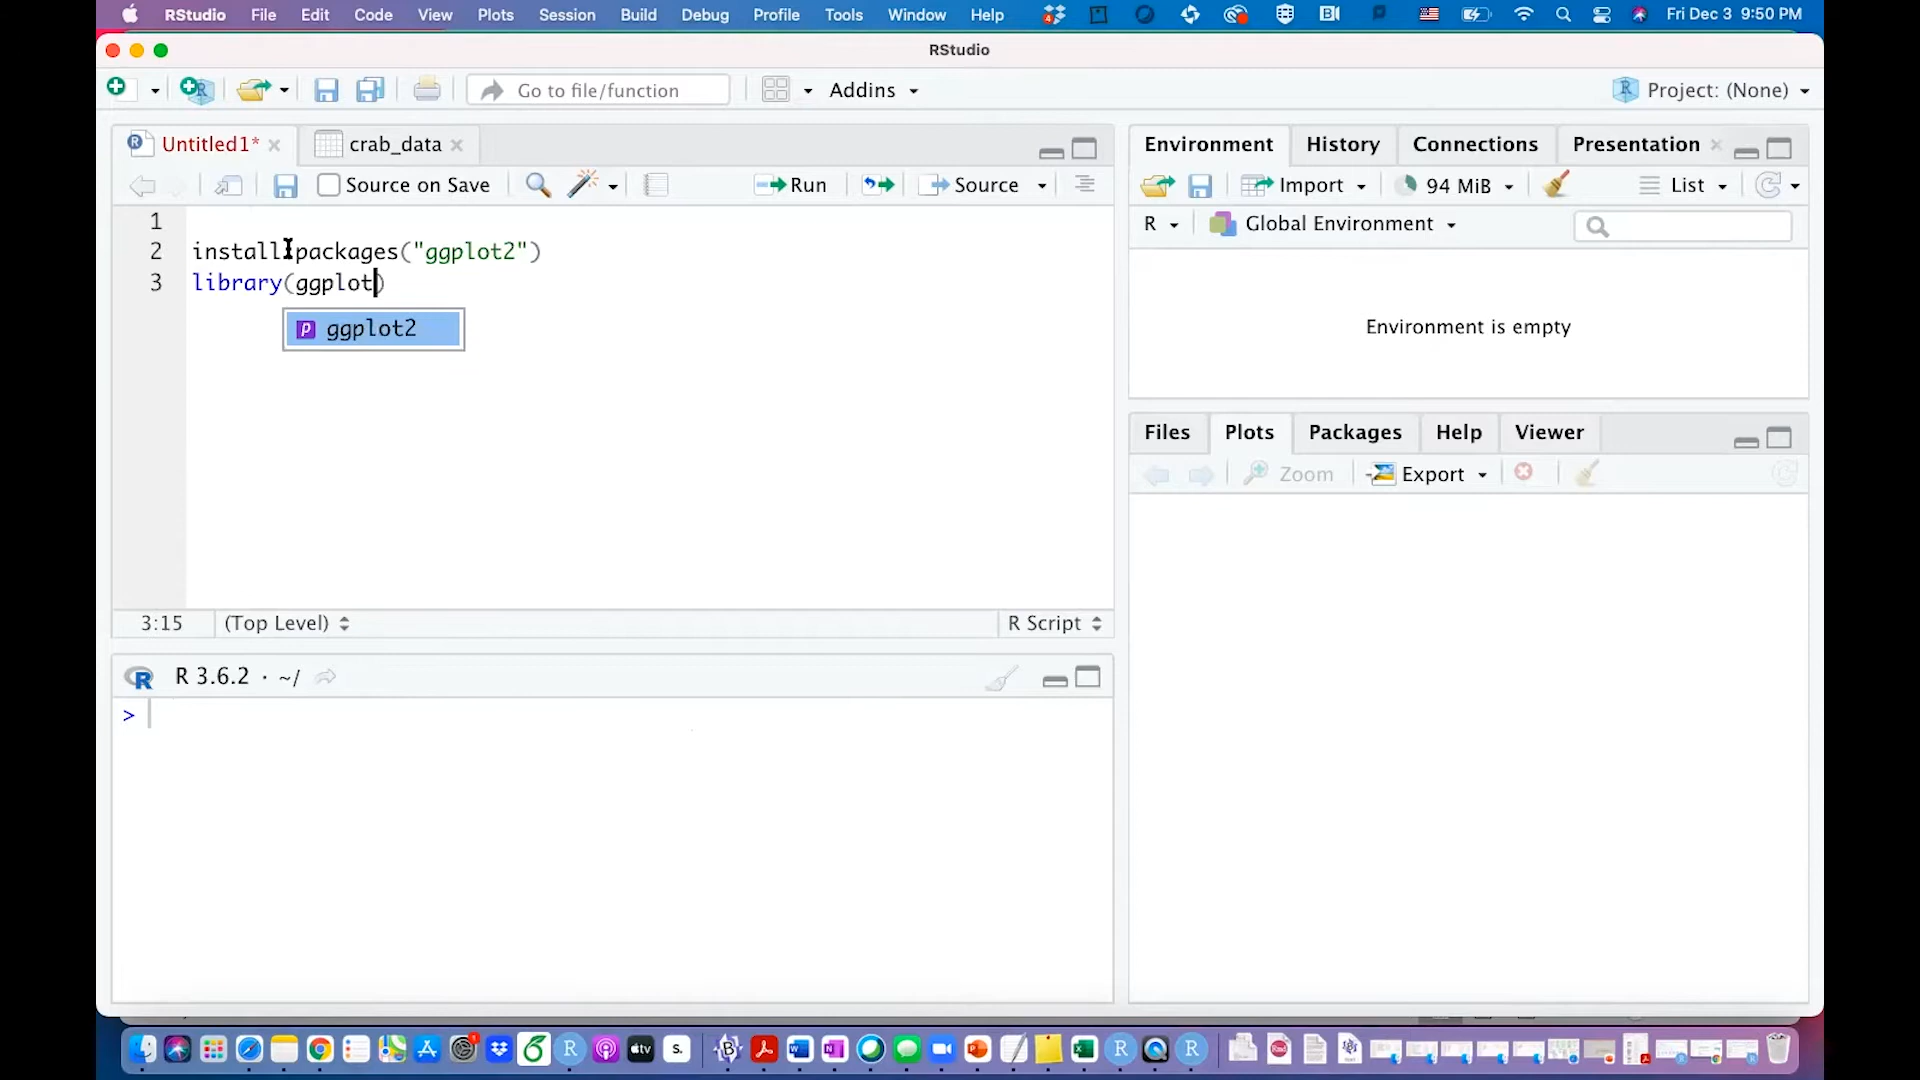 RStudio File Edit Code View Plots Session Build Debug Profile Tools Window Help Fri Dec 3 9:50 PM
RStudio
Go to file/function Addins Project: (None)
Untitled1* crab_data
Source on Save Run Source
1
2 install.packages("ggplot2")
3 library(ggplot)
ggplot2
3:15 (Top Level) R Script
R 3.6.2 · ~/
>
Environment History Connections Presentation
Import 94 MiB List
R Global Environment
Environment is empty
Files Plots Packages Help Viewer
Zoom Export